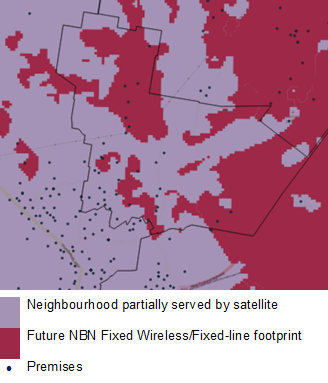 Neighbourhood partially served by satellite
Future NBN Fixed Wireless/Fixed-line footprint
Premises